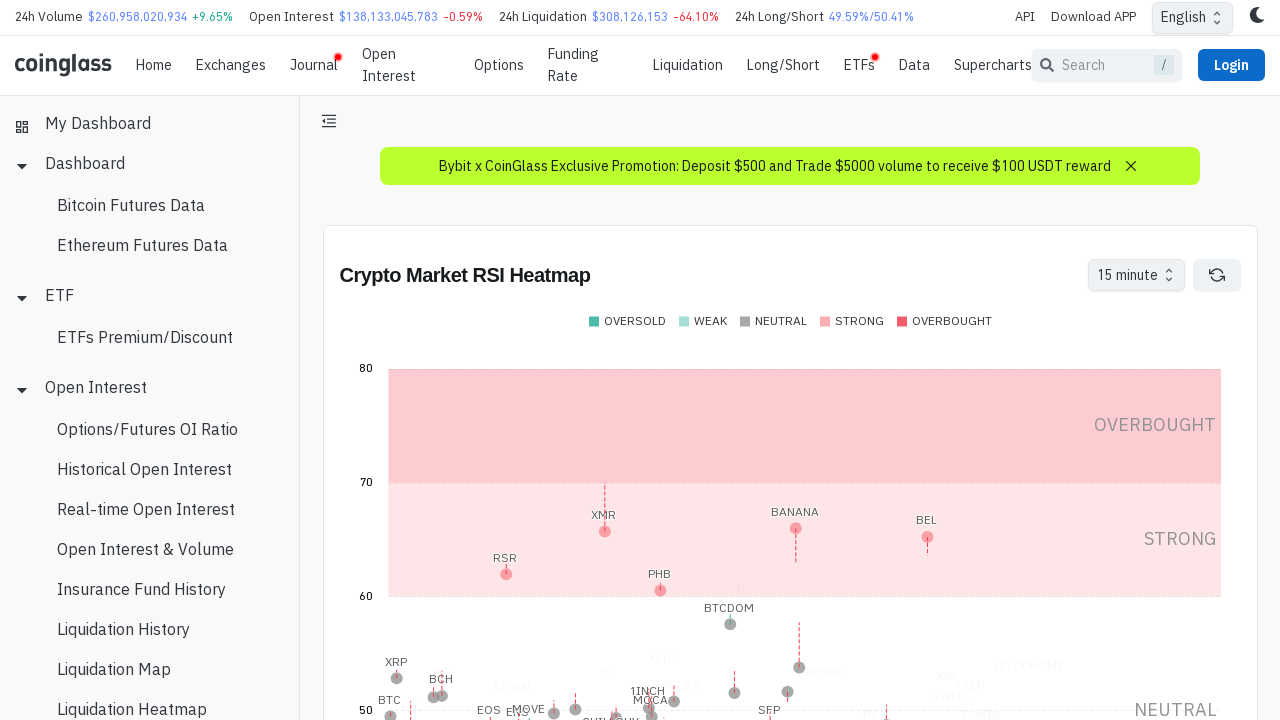 24h Volume $260,958,020,934 +9.65% Open Interest $138,133,045,783 -0.59% 24h Liquidation $308,126,153 -64.10% 24h Long/Short 49.59%/50.41% API Download APP English
coinglass Home Exchanges Journal Open Interest Options Funding Rate Liquidation Long/Short ETFs Data Supercharts Search / Login
My Dashboard
Dashboard
Bitcoin Futures Data
Ethereum Futures Data
ETF
ETFs Premium/Discount
Open Interest
Options/Futures OI Ratio
Historical Open Interest
Real-time Open Interest
Open Interest & Volume
Insurance Fund History
Liquidation History
Liquidation Map
Liquidation Heatmap
Bybit x CoinGlass Exclusive Promotion: Deposit $500 and Trade $5000 volume to receive $100 USDT reward
Crypto Market RSI Heatmap 15 minute
OVERSOLD WEAK NEUTRAL STRONG OVERBOUGHT
80
OVERBOUGHT
70
XMR BANANA BEL
STRONG
RSR
PHB
60
BTCDOM
XRP
BCH
1INCH
BTC MOCA
EOS MOVE SEP
50 NEUTRAL